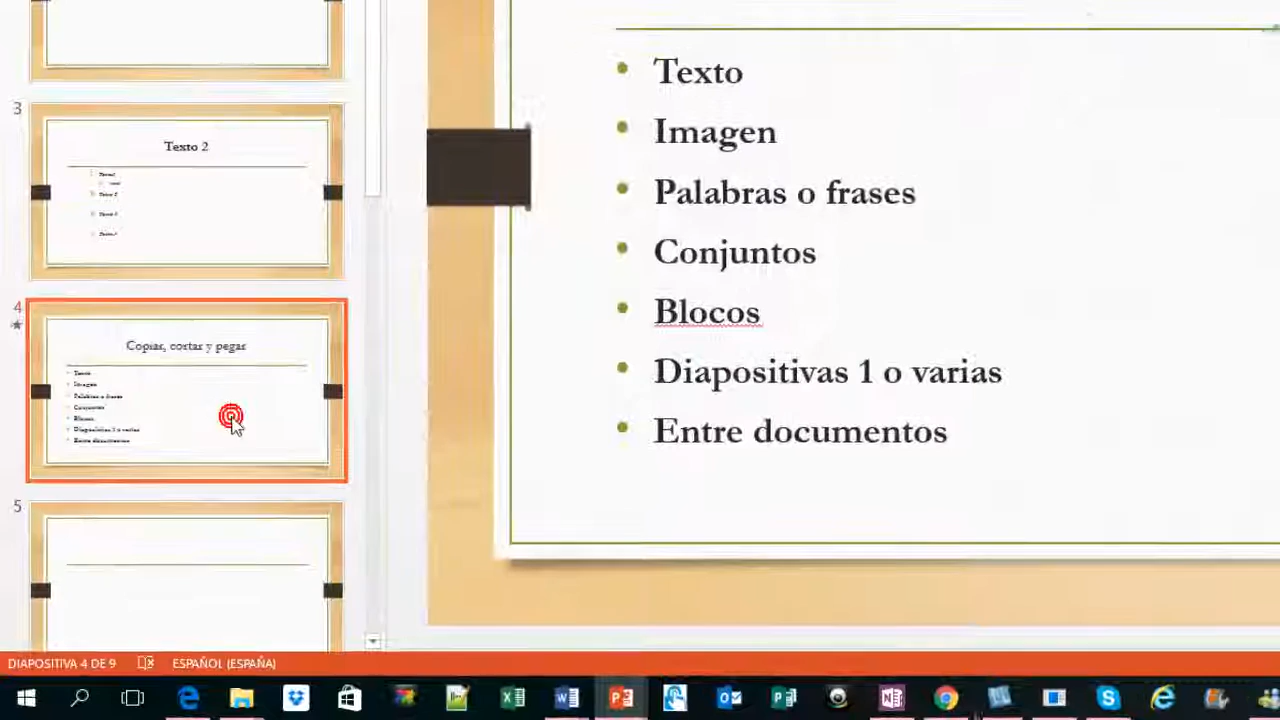 3
Texto 2
4
Copiar, cortar y pegar
Texto
Imagen
Palabras o frases
Conjuntos
Blocos
Diapositivas 1 o varias
Entre documentos
5
Texto
Imagen
Palabras o frases
Conjuntos
Blocos
Diapositivas 1 o varias
Entre documentos
DIAPOSITIVA 4 DE 9
ESPAÑOL (ESPAÑA)